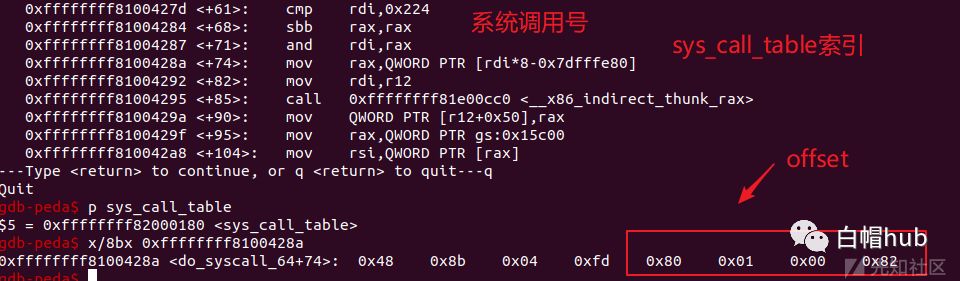 0xffffffff8100427d <+61>: cmp rdi,0x224
0xffffffff81004284 <+68>: sbb rax,rax
0xffffffff81004287 <+71>: and rdi,rax
0xffffffff8100428a <+74>: mov rax,QWORD PTR [rdi*8-0x7dfffe80]
0xffffffff81004292 <+82>: mov rdi,r12
0xffffffff81004295 <+85>: call 0xffffffff81e00cc0 <__x86_indirect_thunk_rax>
0xffffffff8100429a <+90>: mov QWORD PTR [r12+0x50],rax
0xffffffff8100429f <+95>: mov rax,QWORD PTR gs:0x15c00
0xffffffff810042a8 <+104>: mov rsi,QWORD PTR [rax]
系统调用号
sys_call_table索引
---Type <return> to continue, or q <return> to quit---q
Quit
offset
gdb-peda$ p sys_call_table
$5 = 0xffffffff82000180 <sys_call_table>
gdb-peda$ x/8bx 0xffffffff8100428a
0xffffffff8100428a <do_syscall_64+74>: 0x48 0x8b 0x04 0xfd 0x80 0x01 0x00 0x82
gdb-peda$
白帽hub
先知社区